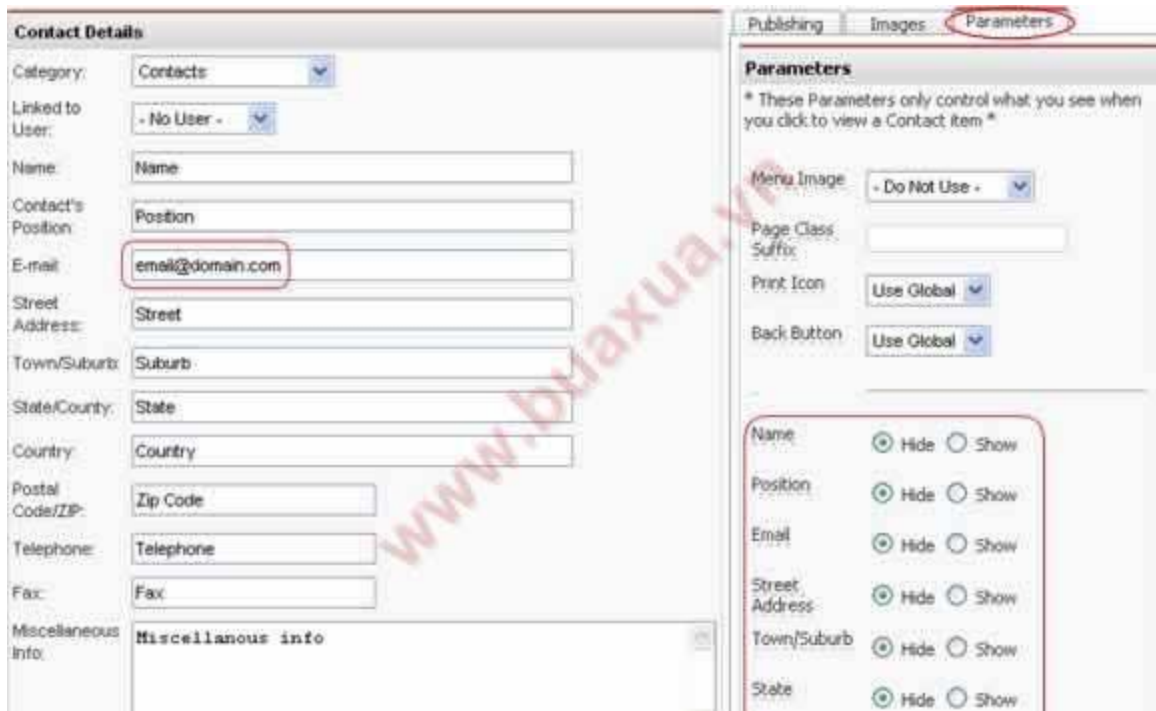 Contact Details
Category: Contacts
Linked to
User: - No User -
Name: Name
Contact's
Position: Position
E-mail: email@domain.com
Street
Address: Street
Town/Suburb: Suburb
State/County: State
Country: Country
Postal
Code/ZIP: Zip Code
Telephone: Telephone
Fax: Fax
Miscellaneous
Info: Miscellanous info
Publishing Images Parameters
Parameters
* These Parameters only control what you see when
you click to view a Contact item *
Menu Image - Do Not Use -
Page Class
Suffix
Print Icon Use Global
Back Button Use Global
Name Hide Show
Position Hide Show
Email Hide Show
Street
Address Hide Show
Town/Suburb Hide Show
State Hide Show
www.buaxua.vn